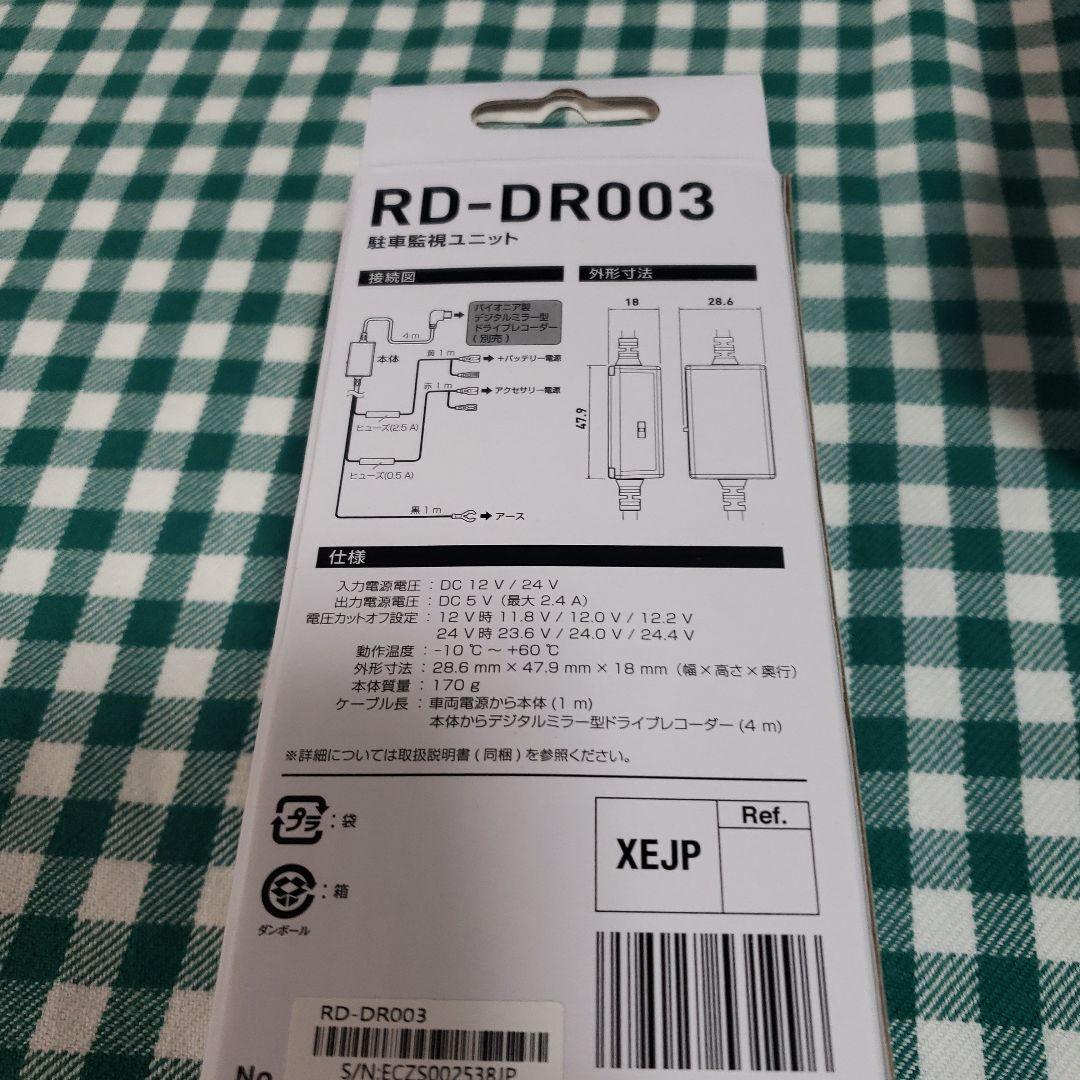 RD-DR003
駐車監視ユニット
接続図
外形寸法
パイオニア製
デジタルミラー型
ドライブレコーダー
(別売)
4m
本体
黄1m
+バッテリー電源
赤1m
アクセサリー電源
ヒューズ(2.5 A)
ヒューズ(0.5 A)
黒1m
アース
18
28.6
47.9
仕様
入力電源電圧 : DC 12 V / 24 V
出力電源電圧 : DC 5 V (最大 2.4 A)
電圧カットオフ設定 : 12 V時 11.8 V / 12.0 V / 12.2 V
24 V時 23.6 V / 24.0 V / 24.4 V
動作温度 : -10 ℃ ~ +60 ℃
外形寸法 : 28.6 mm × 47.9 mm × 18 mm (幅×高さ×奥行)
本体質量 : 170 g
ケーブル長 : 車両電源から本体 (1 m)
本体からデジタルミラー型ドライブレコーダー (4 m)
※詳細については取扱説明書(同梱)を参照ください。
プラ : 袋
: 箱
ダンボール
XEJP
Ref.
RD-DR003
No
S/N:ECZS002538JP